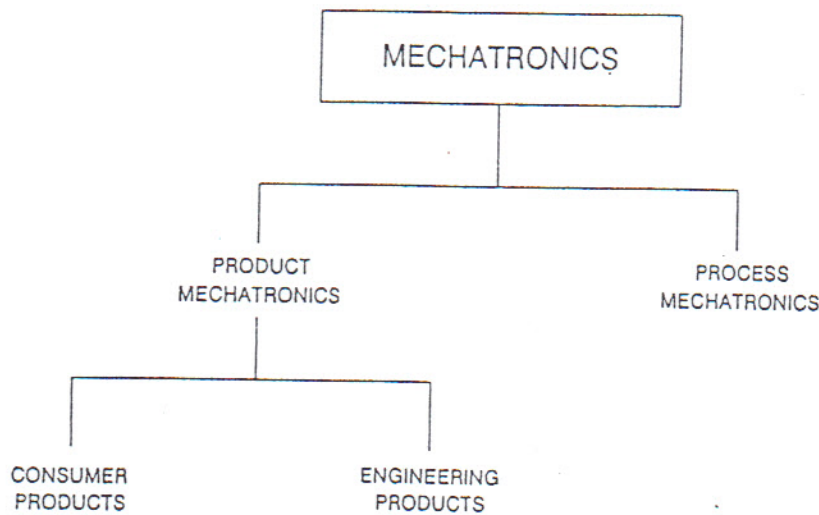 MECHATRONICS
PRODUCT
MECHATRONICS
PROCESS
MECHATRONICS
CONSUMER
PRODUCTS
ENGINEERING
PRODUCTS